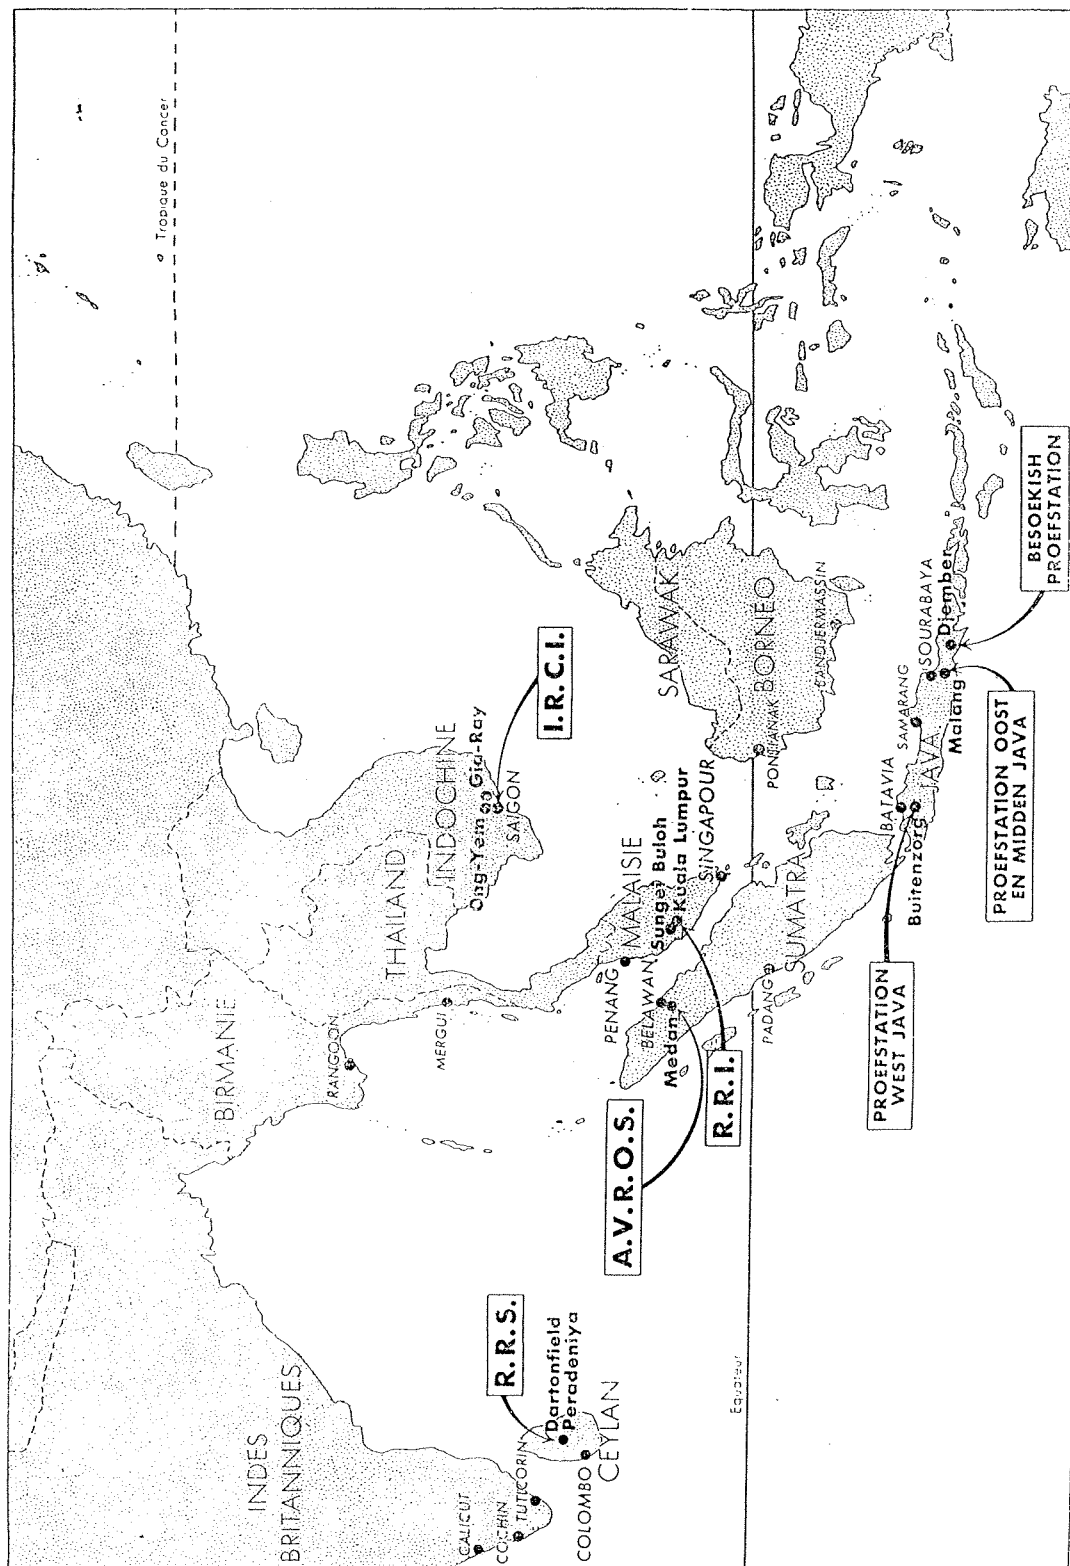 Tropique du Cancer
INDES
BRITANNIQUES
BIRMANIE
RANGOON
THAILAND
MERGUI
INDOCHINE
Ong-Yem
Gia-Ray
SAIGON
I.R.C.I.
CALICUT
COCHIN
TUTICORIN
COLOMBO
CEYLAN
Dartonfield
Peradeniya
R.R.S.
PENANG
MALAISIE
Sungei Buloh
Kuala Lumpur
SINGAPOUR
BELAWAN
Medan
A.V.R.O.S.
R.R.I.
PADANG
SUMATRA
SARAWAK
BORNEO
PONTIANAK
BANDJERMASSIN
Equateur
BATAVIA
Buitenzorg
JAVA
SAMARANG
SOURABAYA
Malang
Djember
PROEFSTATION
WEST JAVA
PROEFSTATION OOST
EN MIDDEN JAVA
BESOEKISH
PROEFSTATION